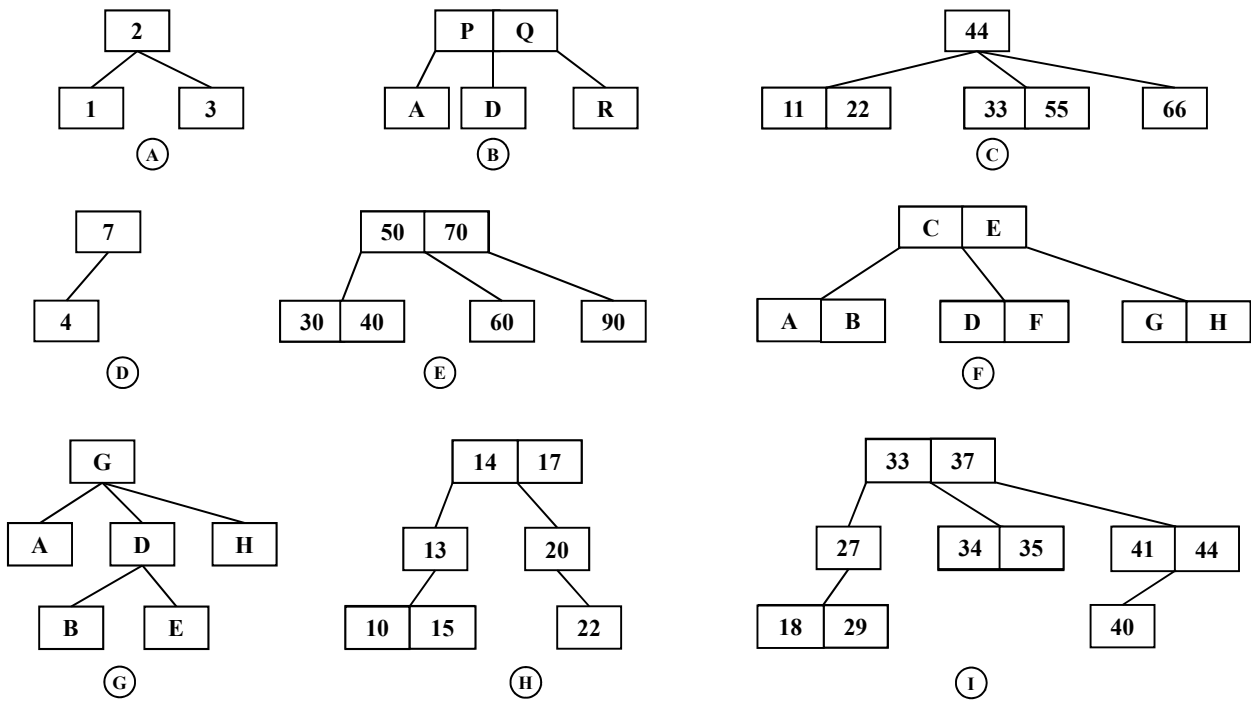 2
P Q
44
1 3
A D R
11 22 33 55 66
A
B
C
7
50 70
C E
4
30 40 60 90
A B D F G H
D
E
F
G
14 17
33 37
A D H
13 20
27 34 35 41 44
B E
10 15 22
18 29 40
G
H
I